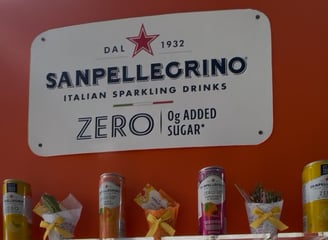 DAL 1932
SANPELLEGRINO
ITALIAN SPARKLING DRINKS
ZERO 0g ADDED
SUGAR*